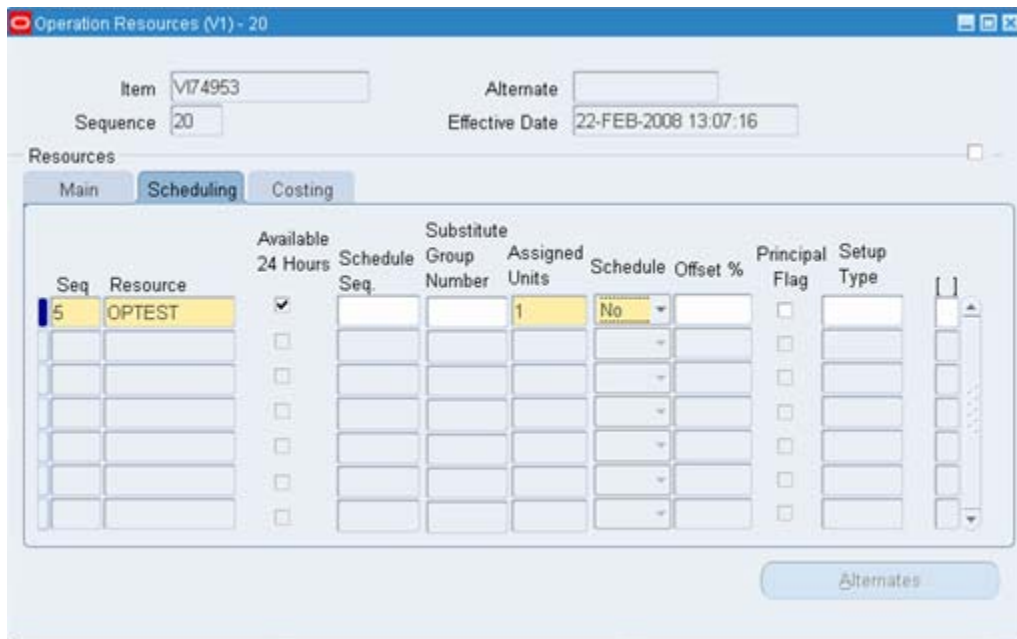 Operation Resources (V1) - 20
Item VI74953 Alternate
Sequence 20 Effective Date 22-FEB-2008 13:07:16
Resources
Main Scheduling Costing
Seq Resource Available 24 Hours Schedule Seq. Substitute Group Number Assigned Units Schedule Offset % Principal Flag Setup Type [ ]
5 OPTEST 1 No
Alternates